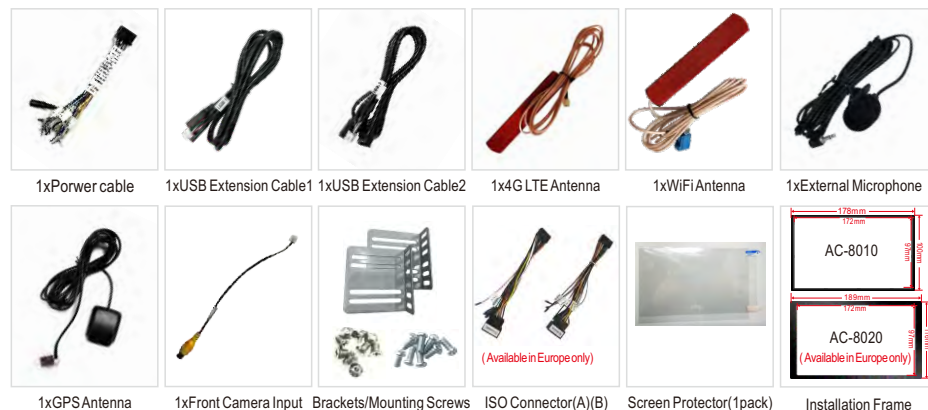 1xPorwer cable
1xUSB Extension Cable1
1xUSB Extension Cable2
1x4G LTE Antenna
1xWiFi Antenna
1xExternal Microphone
1xGPS Antenna
1xFront Camera Input
Brackets/Mounting Screws
(Available in Europe only)
ISO Connector(A)(B)
Screen Protector(1pack)
178mm
172mm
AC-8010
97mm
100mm
189mm
172mm
AC-8020
(Available in Europe only)
97mm
Installation Frame